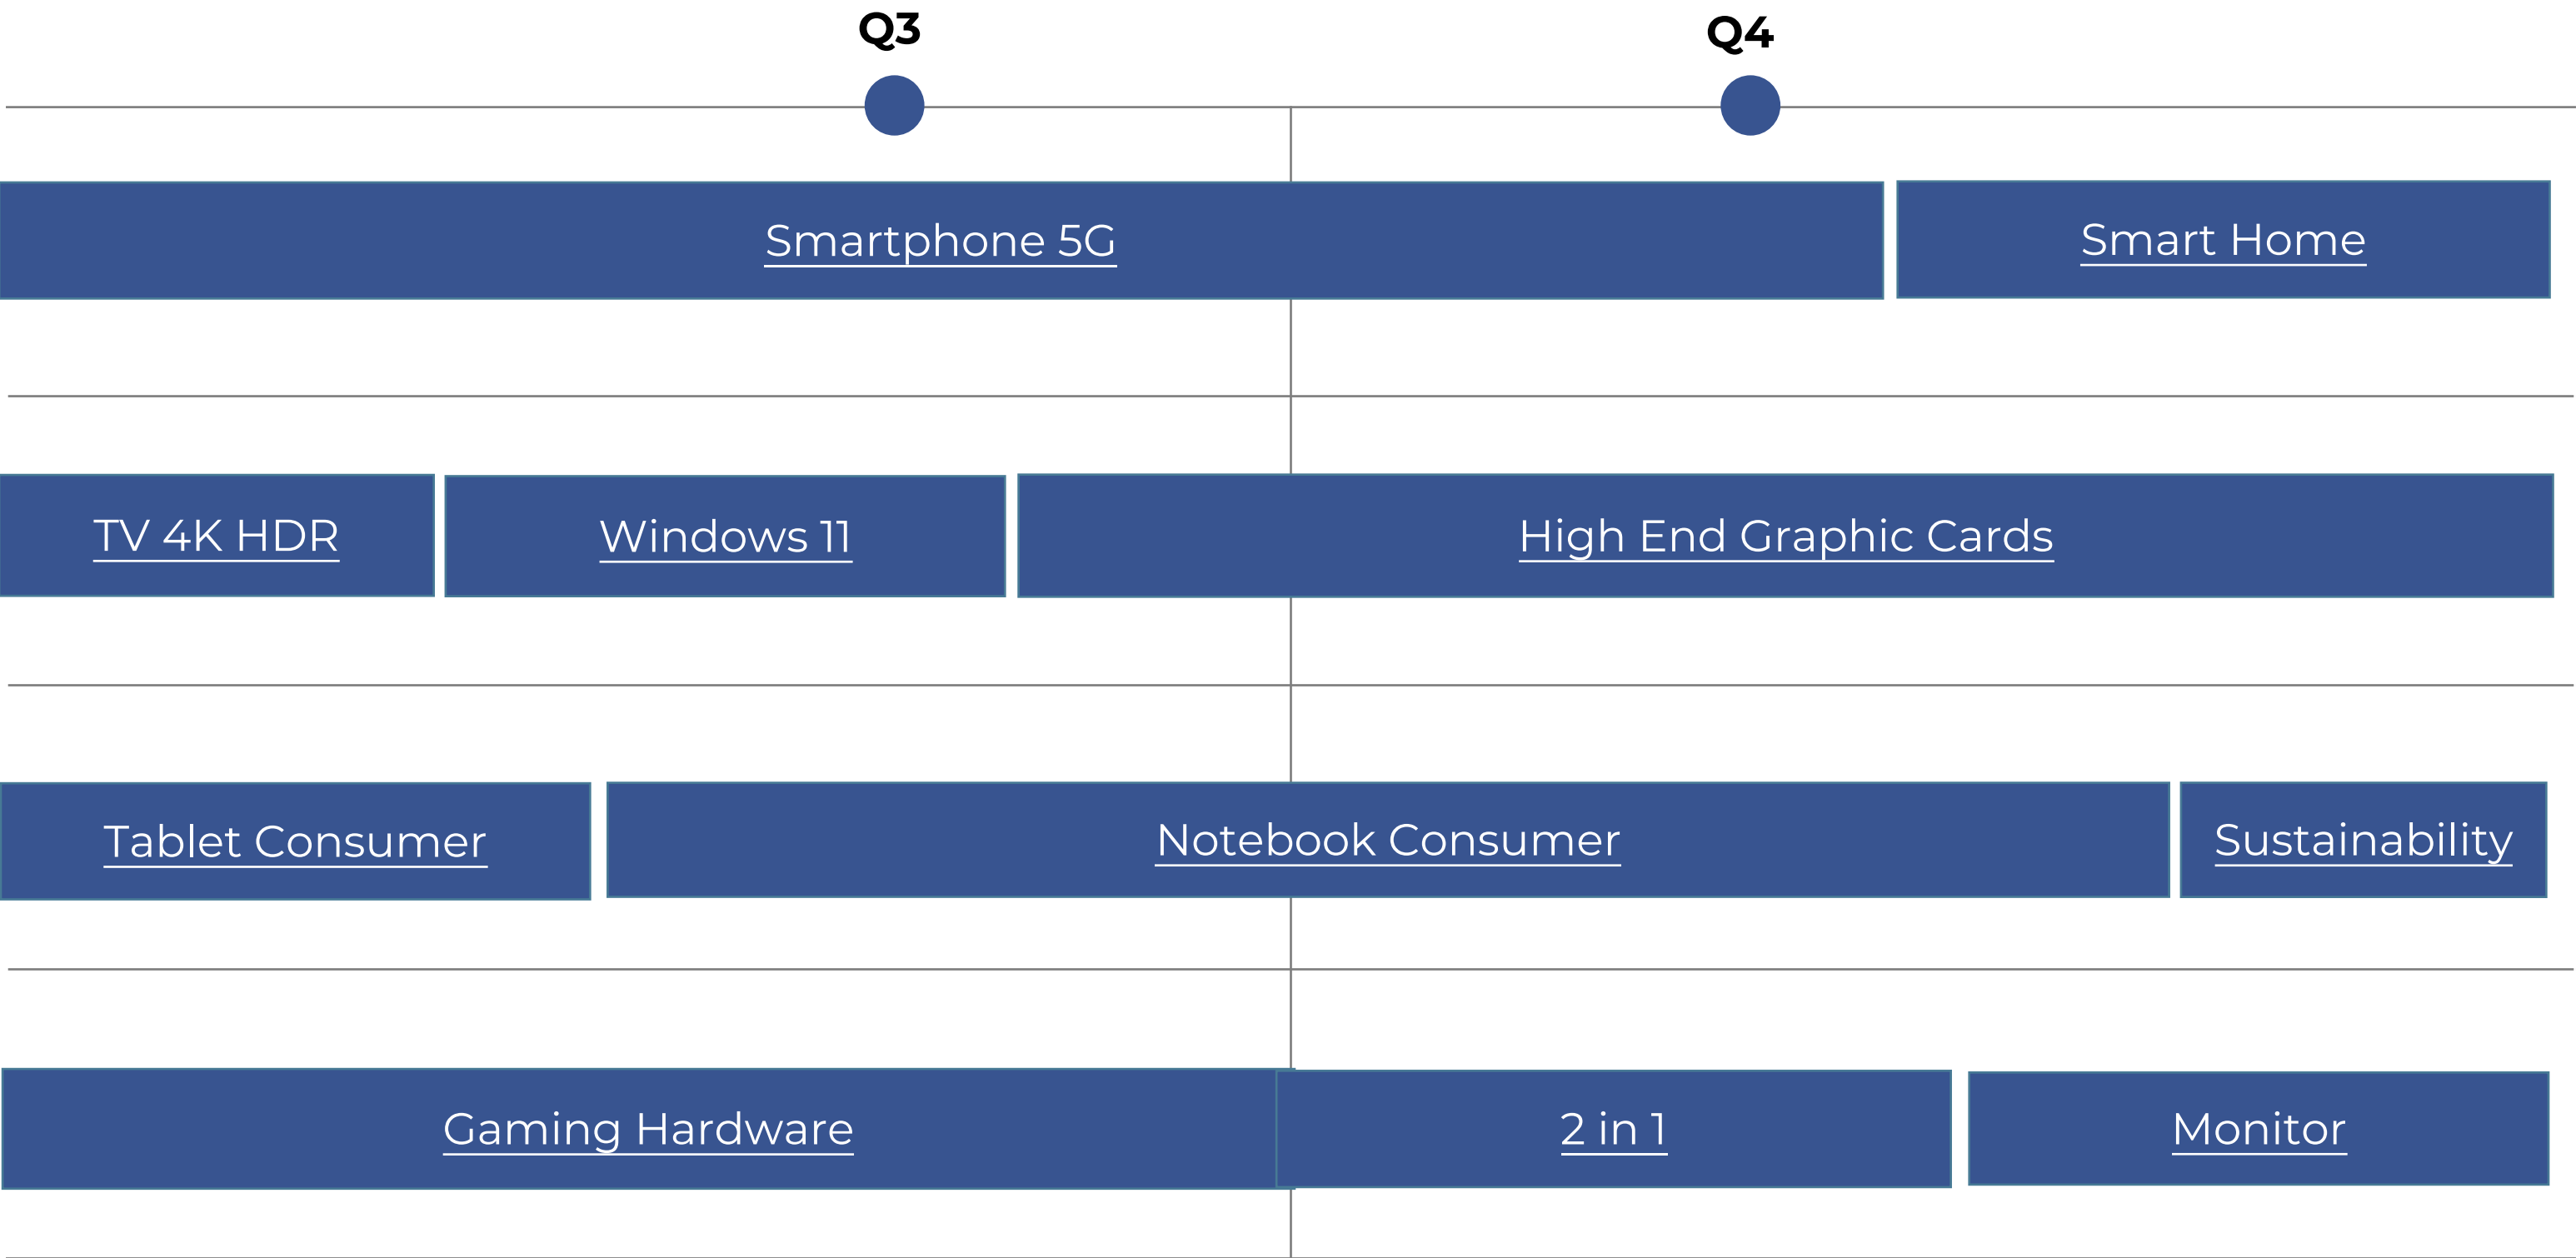 Q3
Q4
Smartphone 5G
Smart Home
TV 4K HDR
Windows 11
High End Graphic Cards
Tablet Consumer
Notebook Consumer
Sustainability
Gaming Hardware
2 in 1
Monitor